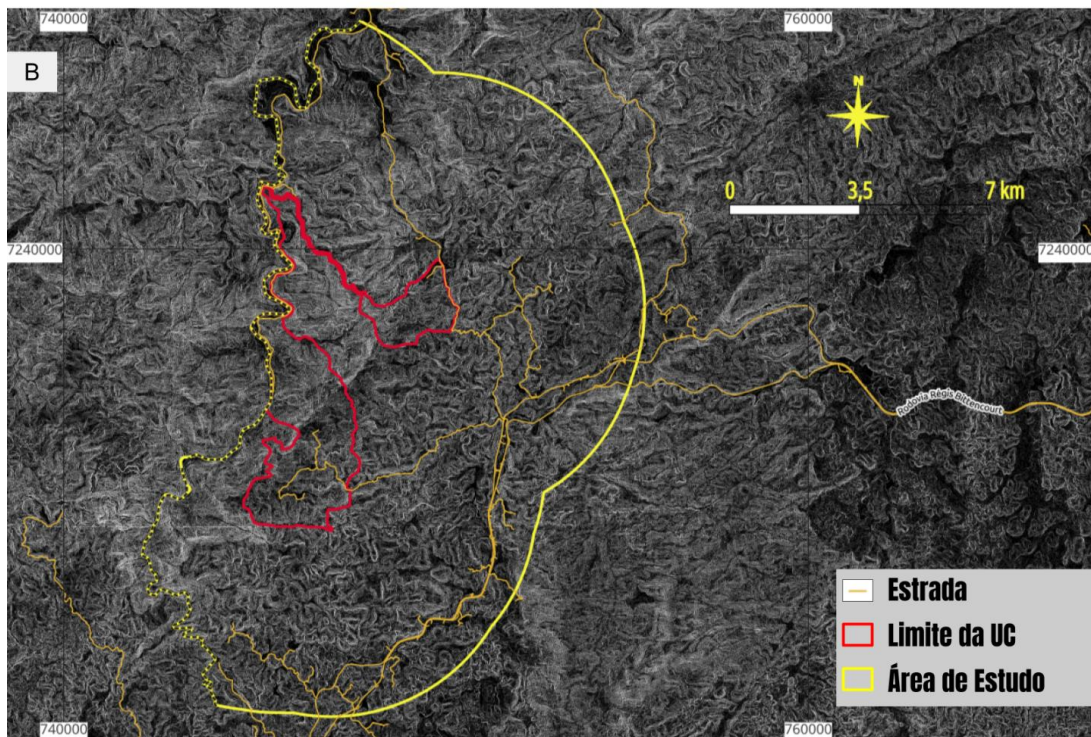 740000
760000
B
N
0
3,5
7 km
7240000
7240000
Rodovia Régis Bittencourt
Estrada
Limite da UC
Área de Estudo
740000
760000